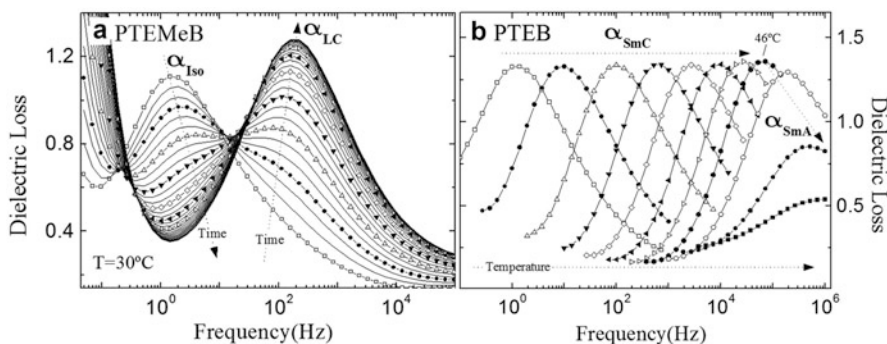 a PTEMeB
α_Iso
α_LC
Time
Time
T=30ºC
Dielectric Loss
1.2
0.8
0.4
10^0
10^2
10^4
Frequency(Hz)
b PTEB
α_SmC
46ºC
α_SmA
Temperature
1.5
1.0
0.5
Dielectric Loss
10^0
10^2
10^4
10^6
Frequency(Hz)